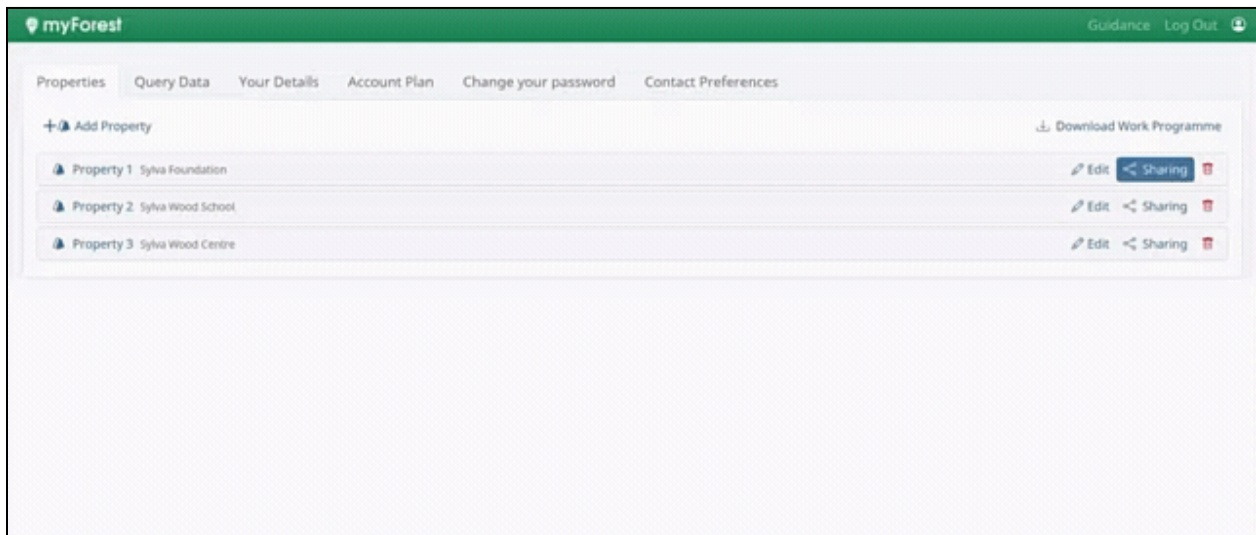 myForest Guidance Log Out
Properties Query Data Your Details Account Plan Change your password Contact Preferences
Add Property Download Work Programme
Property 1 Sylva Foundation Edit Sharing
Property 2 Sylva Wood School Edit Sharing
Property 3 Sylva Wood Centre Edit Sharing